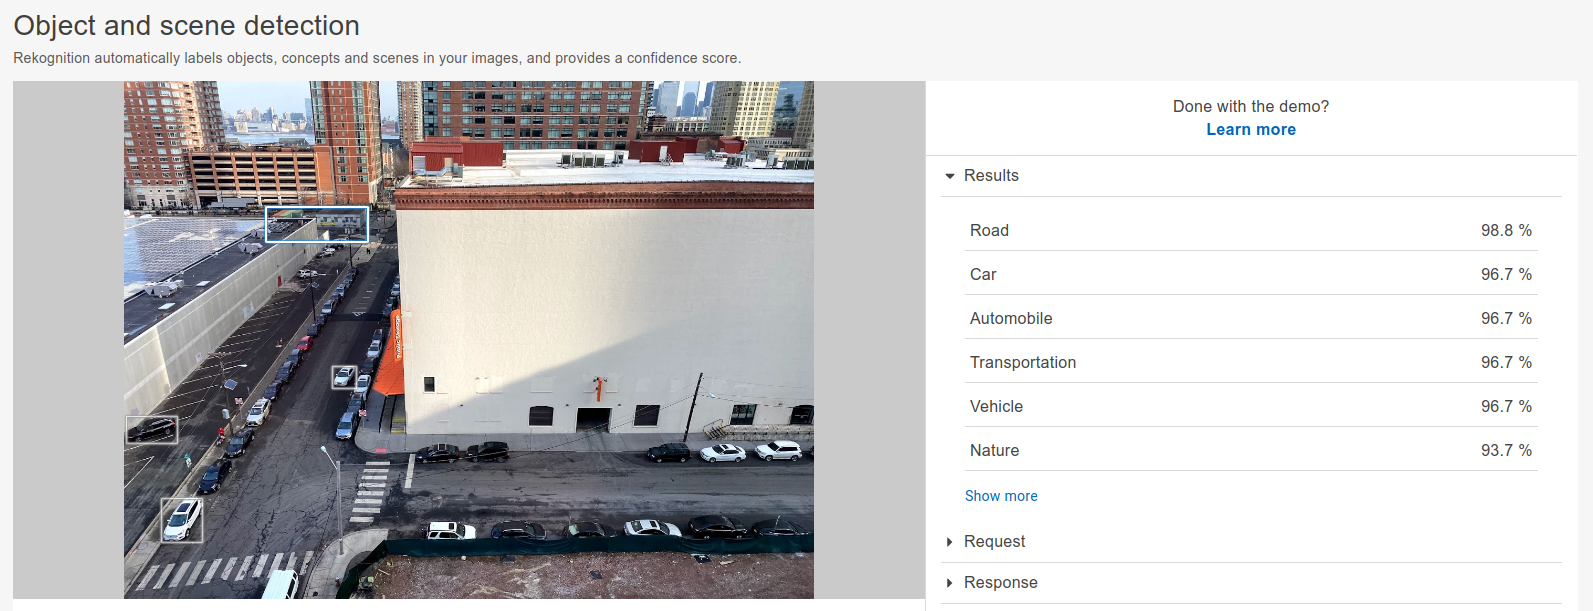 Object and scene detection
Rekognition automatically labels objects, concepts and scenes in your images, and provides a confidence score.
Done with the demo?
Learn more
Results
Road 98.8 %
Car 96.7 %
Automobile 96.7 %
Transportation 96.7 %
Vehicle 96.7 %
Nature 93.7 %
Show more
Request
Response
Public Storage